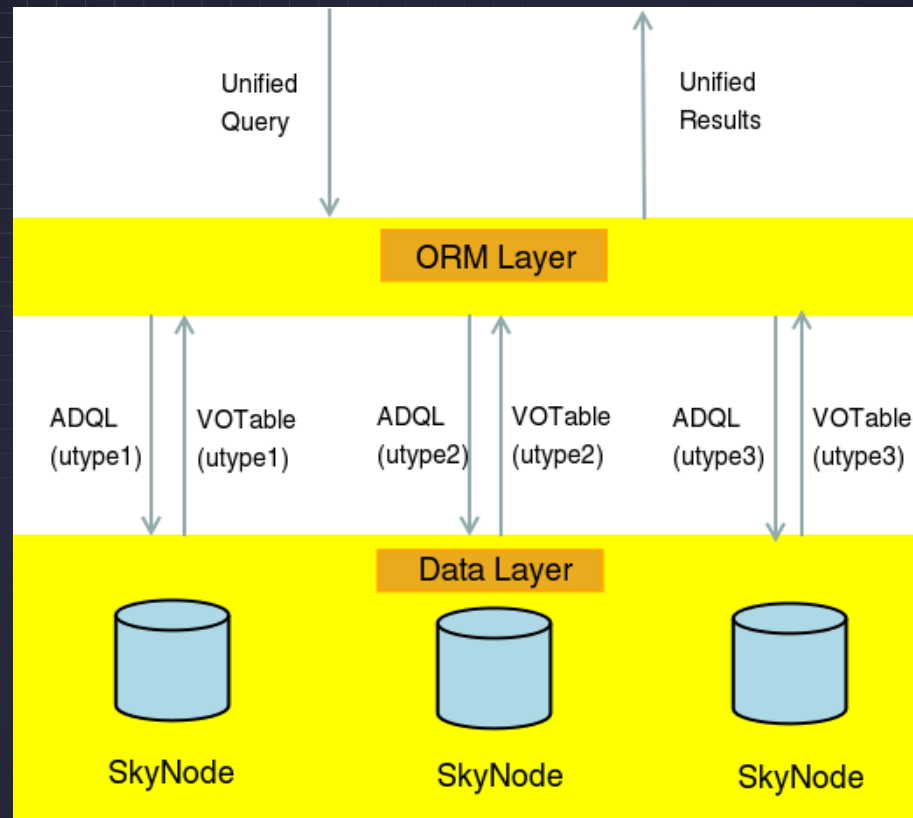 Unified
Query
Unified
Results
ORM Layer
ADQL
(utype1)
VOTable
(utype1)
ADQL
(utype2)
VOTable
(utype2)
ADQL
(utype3)
VOTable
(utype3)
Data Layer
SkyNode
SkyNode
SkyNode